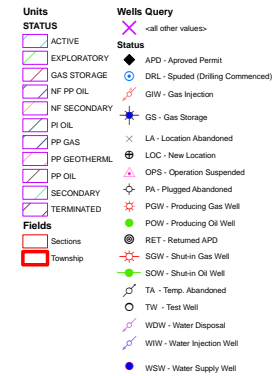 Units
STATUS
ACTIVE
EXPLORATORY
GAS STORAGE
NF PP OIL
NF SECONDARY
PI OIL
PP GAS
PP GEOTHERML
PP OIL
SECONDARY
TERMINATED
Fields
Sections
Township
Wells Query
<all other values>
Status
APD - Aproved Permit
DRL - Spuded (Drilling Commenced)
GIW - Gas Injection
GS - Gas Storage
LA - Location Abandoned
LOC - New Location
OPS - Operation Suspended
PA - Plugged Abandoned
PGW - Producing Gas Well
POW - Producing Oil Well
RET - Returned APD
SGW - Shut-in Gas Well
SOW - Shut-in Oil Well
TA - Temp. Abandoned
TW - Test Well
WDW - Water Disposal
WIW - Water Injection Well
WSW - Water Supply Well